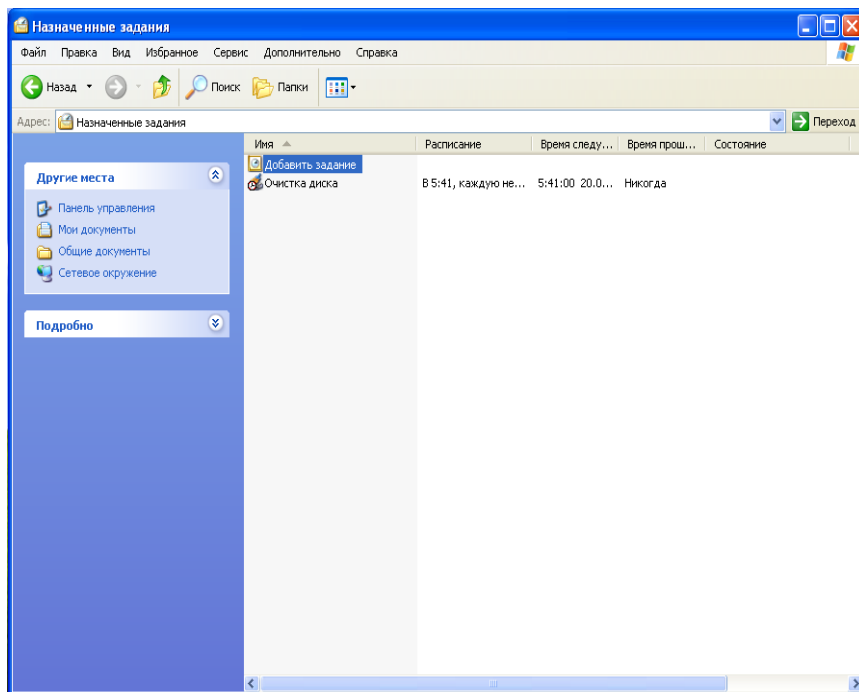 Назначенные задания
Файл Правка Вид Избранное Сервис Дополнительно Справка
Назад Поиск Папки
Адрес: Назначенные задания Переход
Имя Расписание Время следу... Время прош... Состояние
Добавить задание
Очистка диска В 5:41, каждую не... 5:41:00 20.0... Никогда
Другие места
Панель управления
Мои документы
Общие документы
Сетевое окружение
Подробно